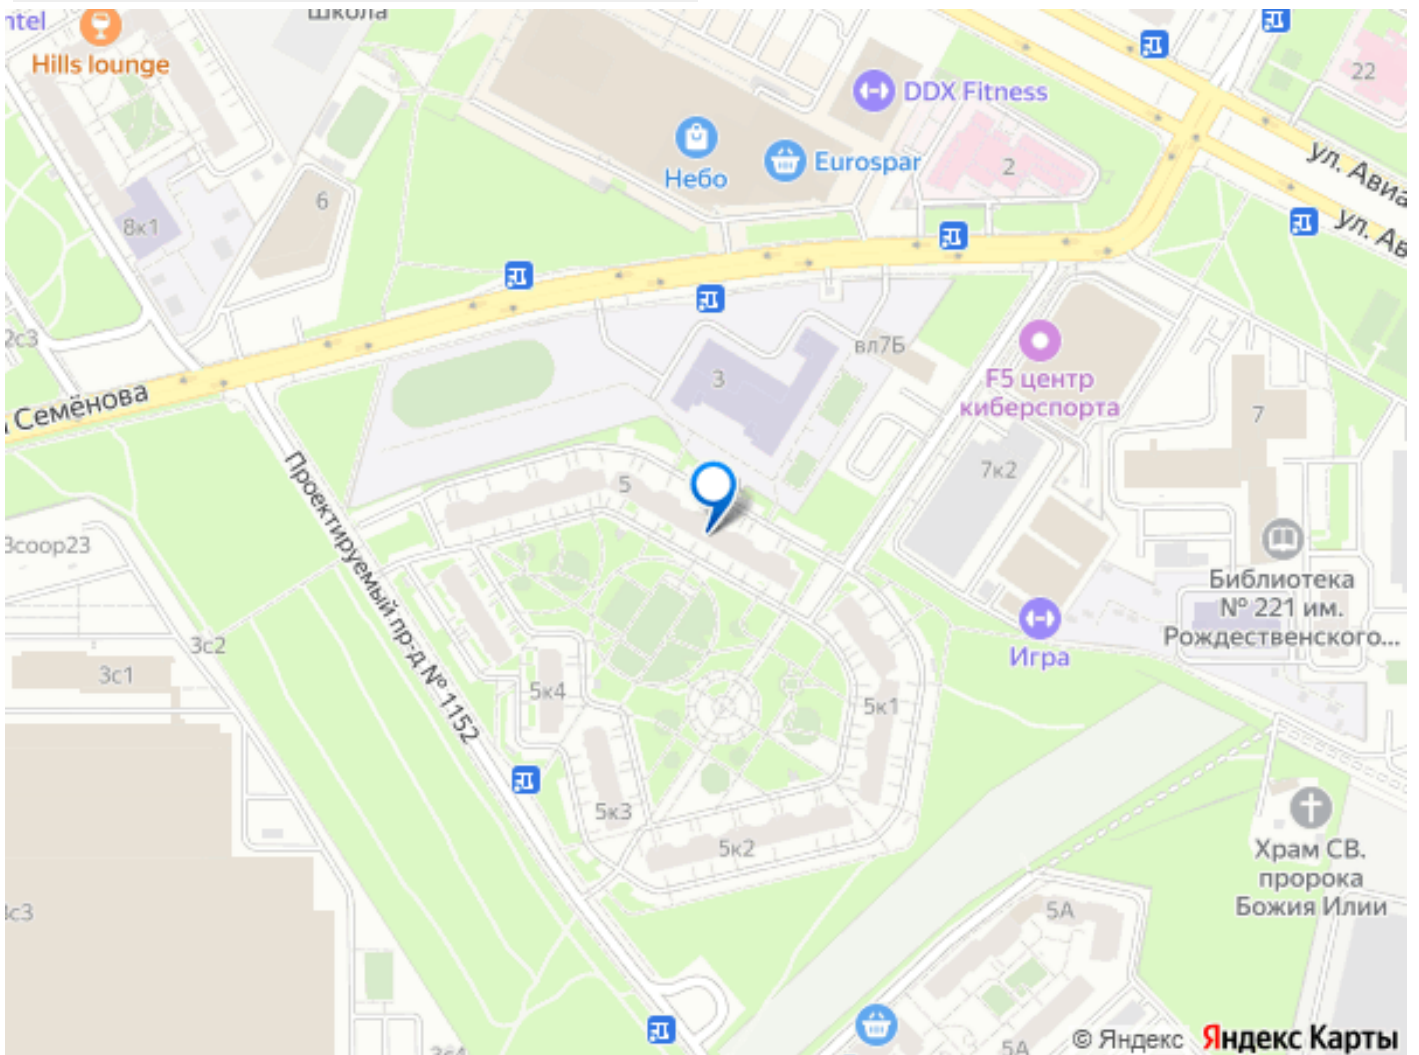 ntel
Hills lounge
Школа
DDX Fitness
22
Небо
Eurospar
2
ул. Авиа
ул. Ав
6
8к1
2с3
Семёнова
3
вл7Б
F5 центр
киберспорта
7
7к2
5
Проектируемый пр-д № 1152
3соор23
3с2
3с1
Библиотека
№ 221 им.
Рождественского...
Игра
5к4
5к1
5к3
5к2
Храм СВ.
пророка
Божия Илии
5А
5А
© Яндекс Яндекс Карты